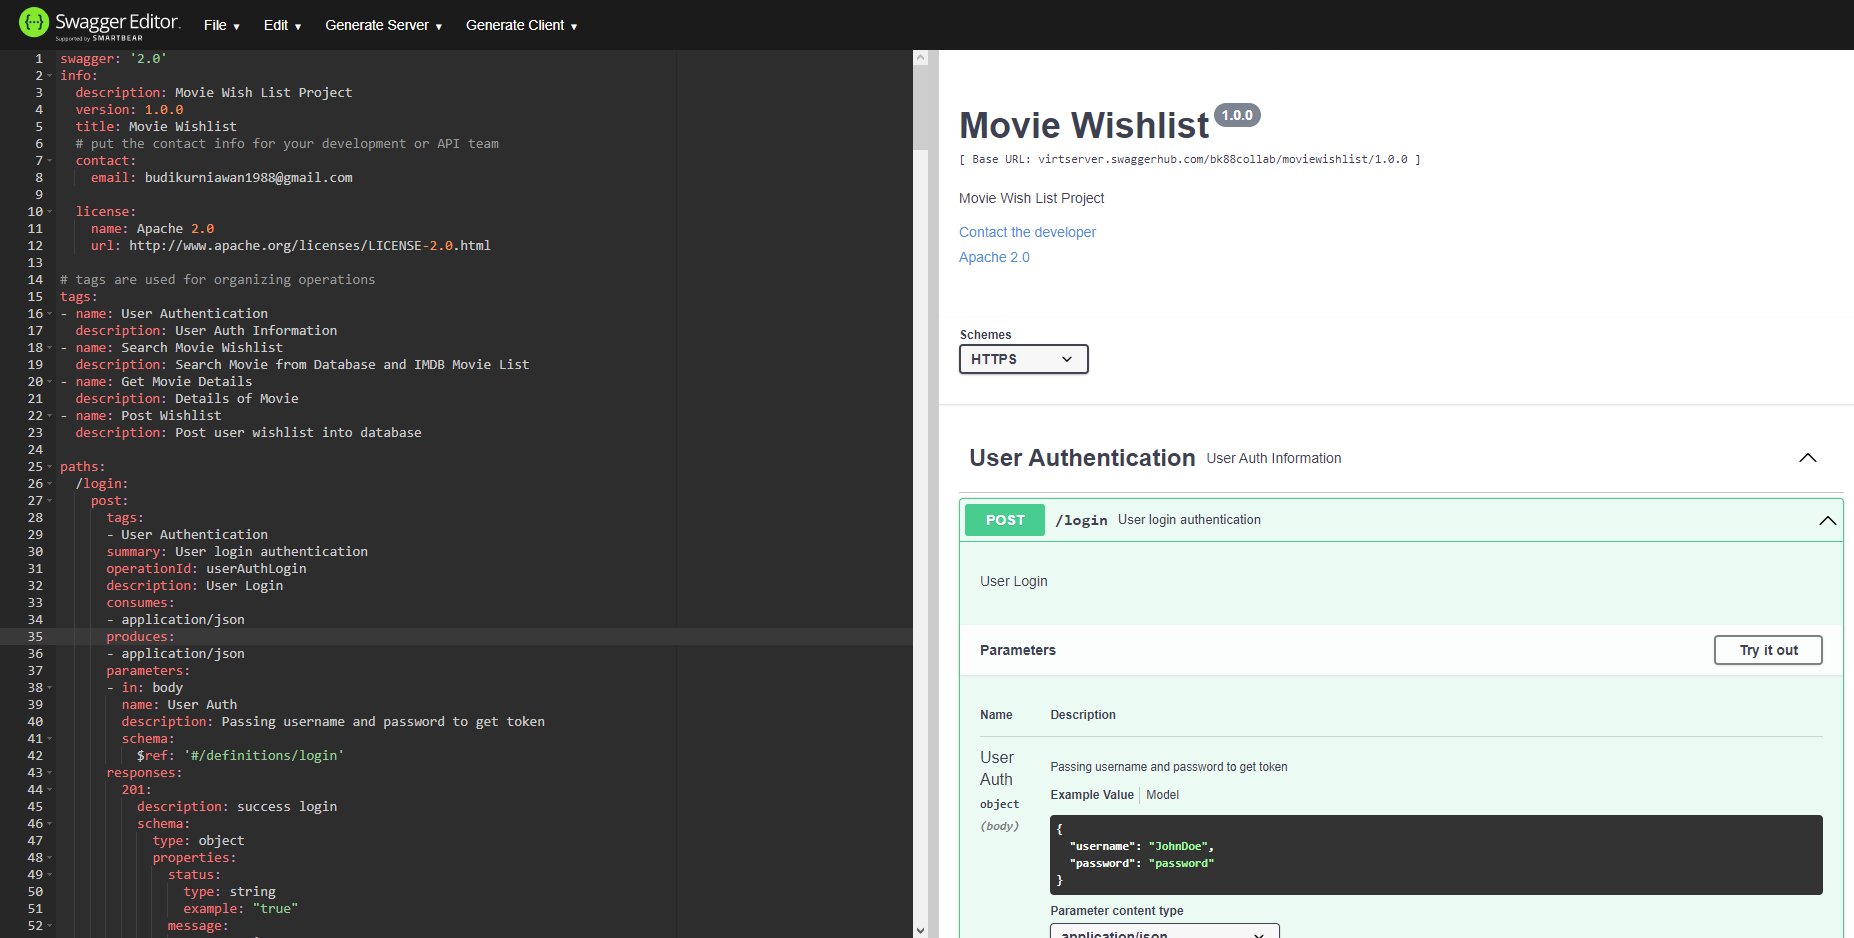 Swagger Editor.
Supported by SMARTBEAR
File
Edit
Generate Server
Generate Client
1 swagger: '2.0'
2 info:
3 description: Movie Wish List Project
4 version: 1.0.0
5 title: Movie Wishlist
6 # put the contact info for your development or API team
7 contact:
8 email: budikurniawan1988@gmail.com
9
10 license:
11 name: Apache 2.0
12 url: http://www.apache.org/licenses/LICENSE-2.0.html
13
14 # tags are used for organizing operations
15 tags:
16 - name: User Authentication
17 description: User Auth Information
18 - name: Search Movie Wishlist
19 description: Search Movie from Database and IMDB Movie List
20 - name: Get Movie Details
21 description: Details of Movie
22 - name: Post Wishlist
23 description: Post user wishlist into database
24
25 paths:
26 /login:
27 post:
28 tags:
29 - User Authentication
30 summary: User login authentication
31 operationId: userAuthLogin
32 description: User Login
33 consumes:
34 - application/json
35 produces:
36 - application/json
37 parameters:
38 - in: body
39 name: User Auth
40 description: Passing username and password to get token
41 schema:
42 $ref: '#/definitions/login'
43 responses:
44 201:
45 description: success login
46 schema:
47 type: object
48 properties:
49 status:
50 type: string
51 example: "true"
52 message:
Movie Wishlist 1.0.0
[ Base URL: virtserver.swaggerhub.com/bk88collab/moviewishlist/1.0.0 ]
Movie Wish List Project
Contact the developer
Apache 2.0
Schemes
HTTPS
User Authentication User Auth Information
POST /login User login authentication
User Login
Parameters
Try it out
Name Description
User
Auth
object
(body)
Passing username and password to get token
Example Value Model
{
"username": "JohnDoe",
"password": "password"
}
Parameter content type
application/json